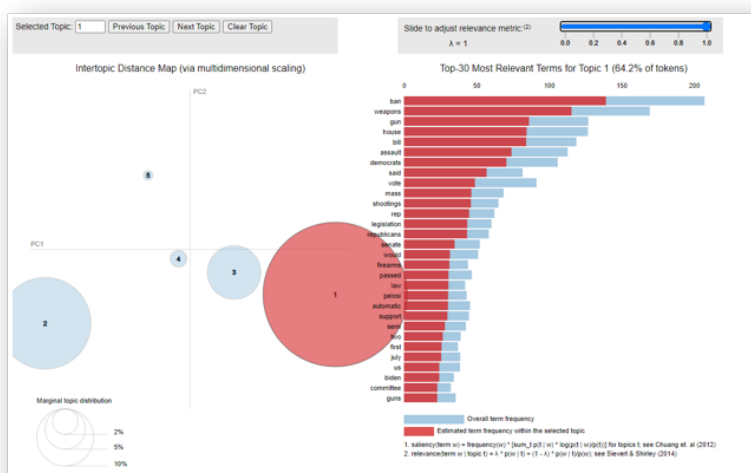 Selected Topic: 1 Previous Topic Next Topic Clear Topic
Slide to adjust relevance metric:(2)
λ = 1
0.0 0.2 0.4 0.6 0.8 1.0
Intertopic Distance Map (via multidimensional scaling)
PC2
PC1
5
4
3
1
2
Marginal topic distribution
2%
5%
10%
Top-30 Most Relevant Terms for Topic 1 (64.2% of tokens)
0 50 100 150 200
ban
weapons
gun
house
bill
assault
democrats
said
vote
mass
shootings
rep
legislation
republicans
senate
would
firearms
passed
law
pelosi
automatic
support
semi
two
first
july
us
biden
committee
guns
Overall term frequency
Estimated term frequency within the selected topic
1. saliency(term w) = frequency(w) * [sum_t p(t | w) * log(p(t | w)/p(t))] for topics t; see Chuang et. al (2012)
2. relevance(term w | topic t) = λ * p(w | t) + (1 - λ) * p(w | t)/p(w); see Sievert & Shirley (2014)